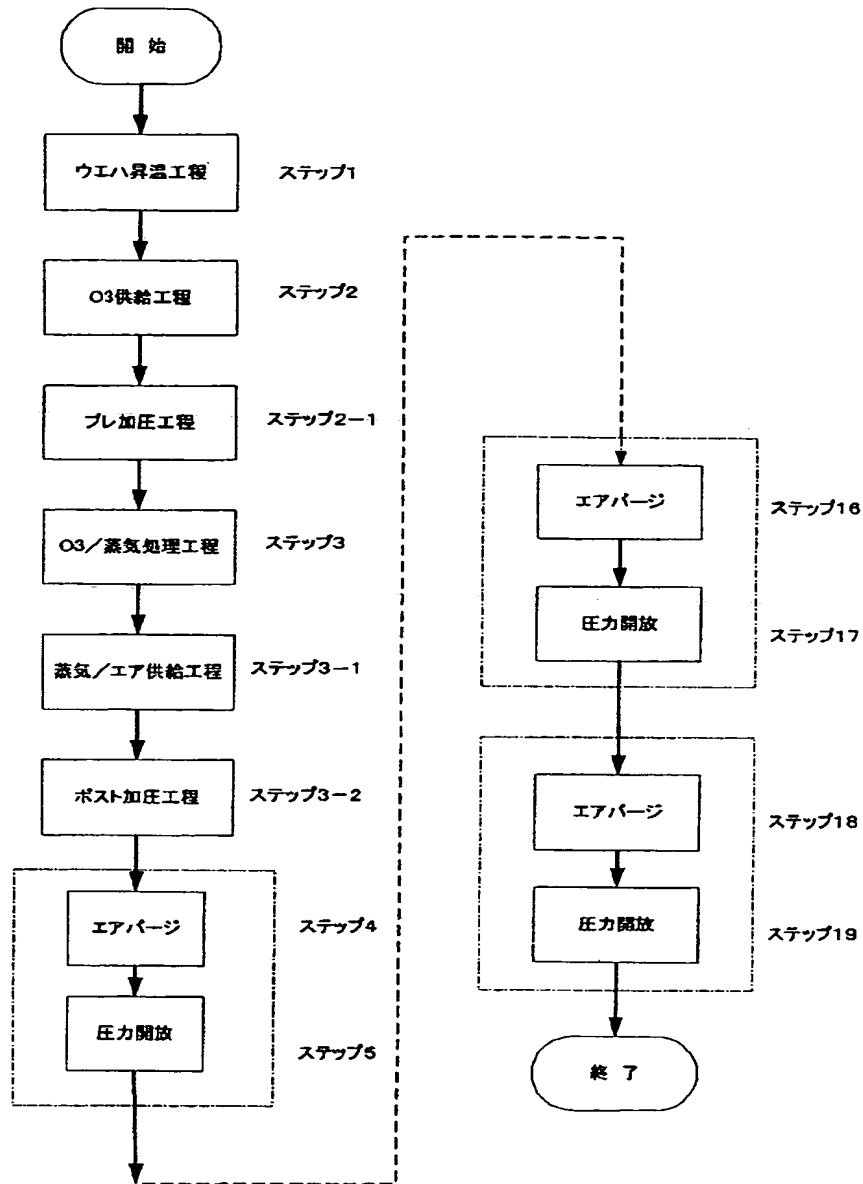 開 始
ウエハ昇温工程 ステップ1
O3供給工程 ステップ2
プレ加圧工程 ステップ2-1
O3/蒸気処理工程 ステップ3
蒸気/エア供給工程 ステップ3-1
ポスト加圧工程 ステップ3-2
エアパージ ステップ4
圧力開放 ステップ5
エアパージ ステップ16
圧力開放 ステップ17
エアパージ ステップ18
圧力開放 ステップ19
終 了